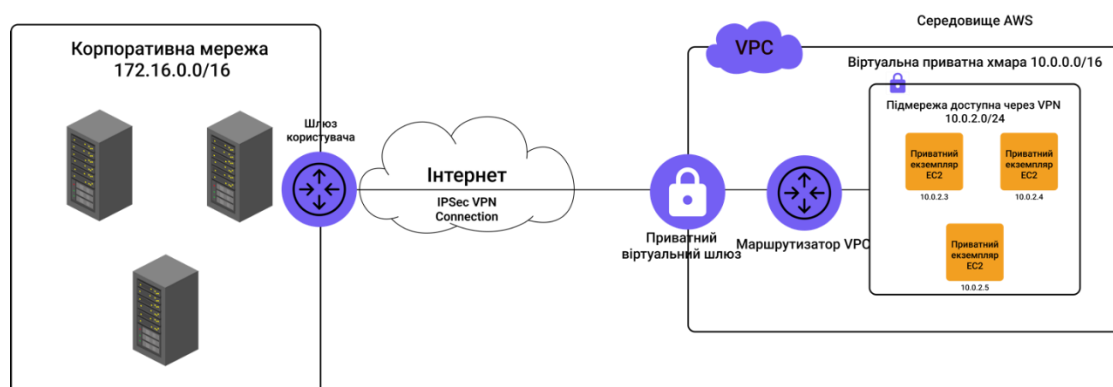 Корпоративна мережа
172.16.0.0/16
Шлюз
користувача
Інтернет
IPSec VPN
Connection
Середовище AWS
VPC
Віртуальна приватна хмара 10.0.0.0/16
Підмережа доступна через VPN
10.0.2.0/24
Приватний
екземпляр
EC2
10.0.2.3
Приватний
екземпляр
EC2
10.0.2.4
Приватний
екземпляр
EC2
10.0.2.5
Приватний
віртуальний шлюз
Маршрутизатор VPC